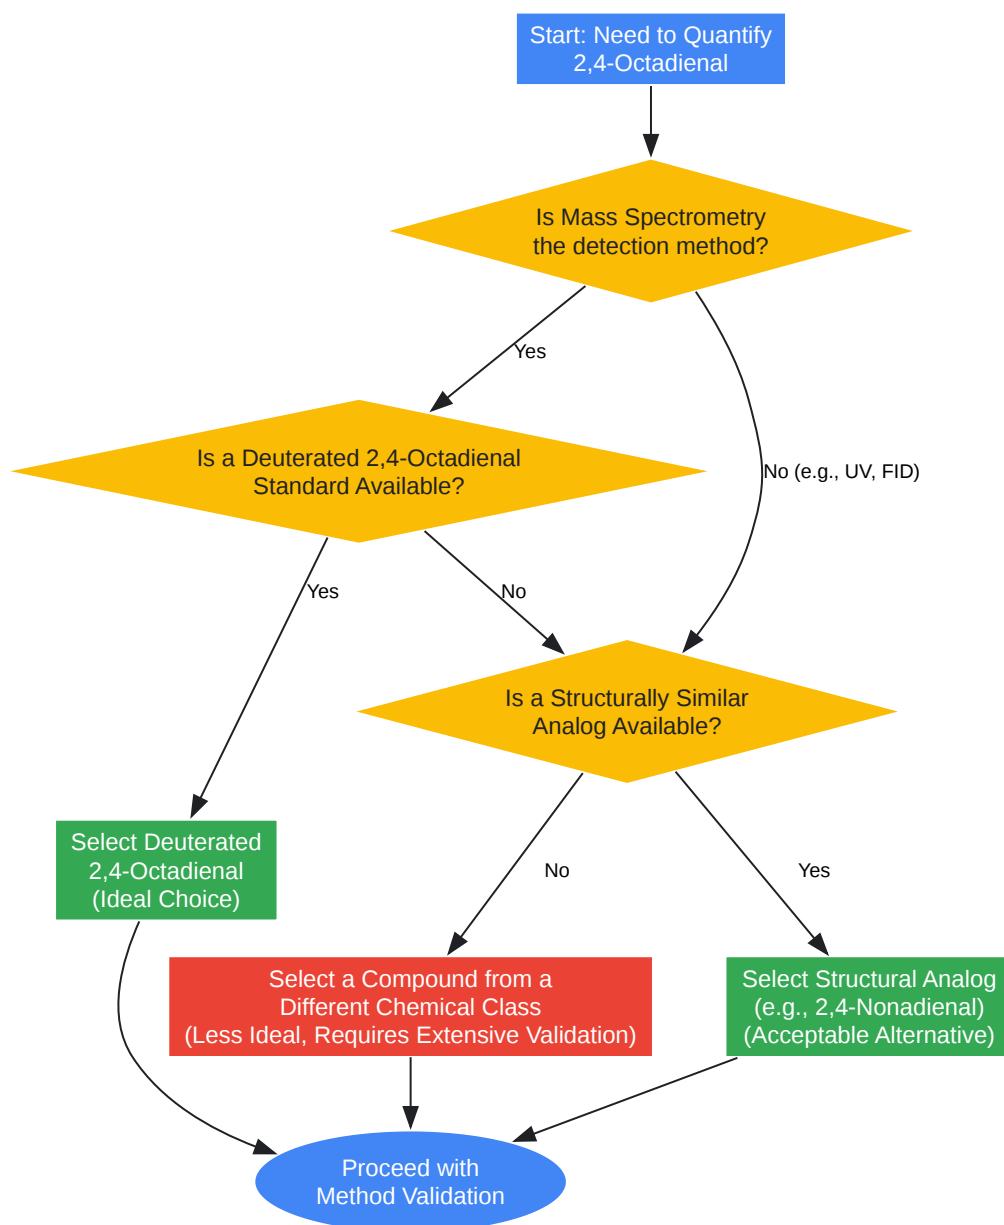 Start: Need to Quantify
2,4-Octadienal
Is Mass Spectrometry
the detection method?
Yes
Is a Deuterated 2,4-Octadienal
Standard Available?
No (e.g., UV, FID)
Yes
No
Is a Structurally Similar
Analog Available?
Select Deuterated
2,4-Octadienal
(Ideal Choice)
No
Yes
Select a Compound from a
Different Chemical Class
(Less Ideal, Requires Extensive Validation)
Select Structural Analog
(e.g., 2,4-Nonadienal)
(Acceptable Alternative)
Proceed with
Method Validation